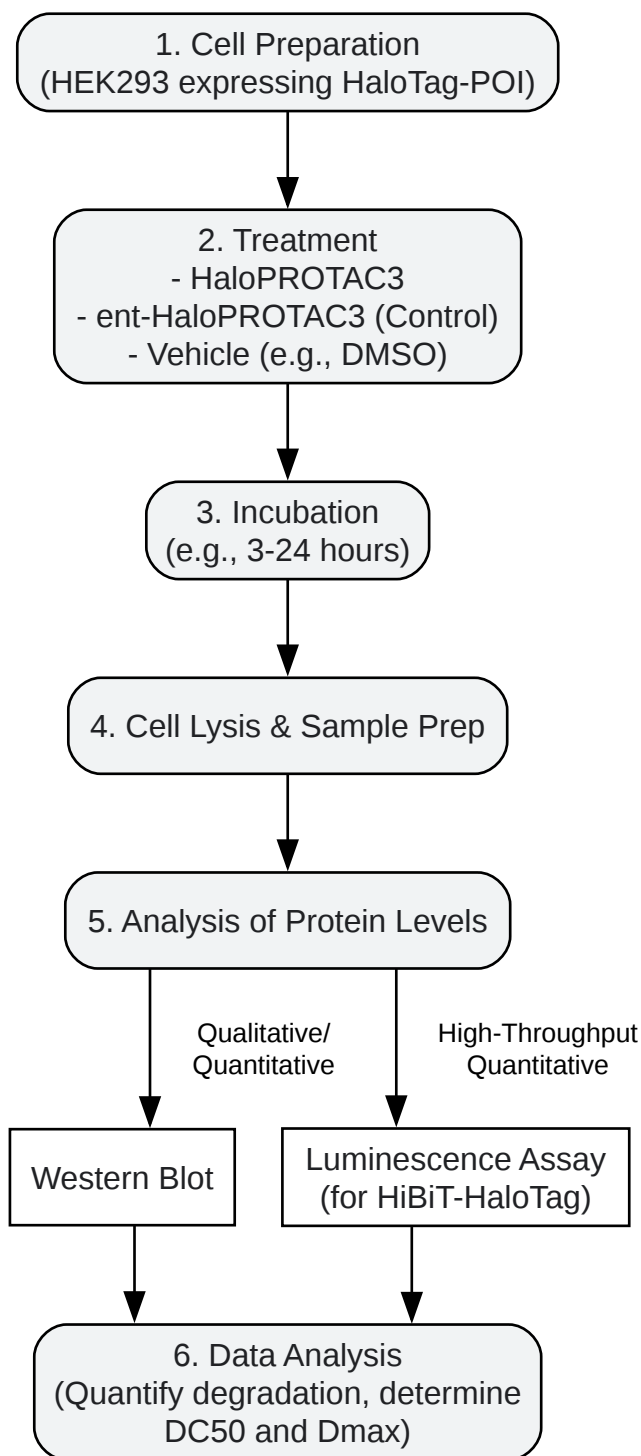 1. Cell Preparation
(HEK293 expressing HaloTag-POI)
2. Treatment
- HaloPROTAC3
- ent-HaloPROTAC3 (Control)
- Vehicle (e.g., DMSO)
3. Incubation
(e.g., 3-24 hours)
4. Cell Lysis & Sample Prep
5. Analysis of Protein Levels
Qualitative/
Quantitative
High-Throughput
Quantitative
Western Blot
Luminescence Assay
(for HiBiT-HaloTag)
6. Data Analysis
(Quantify degradation, determine
DC50 and Dmax)